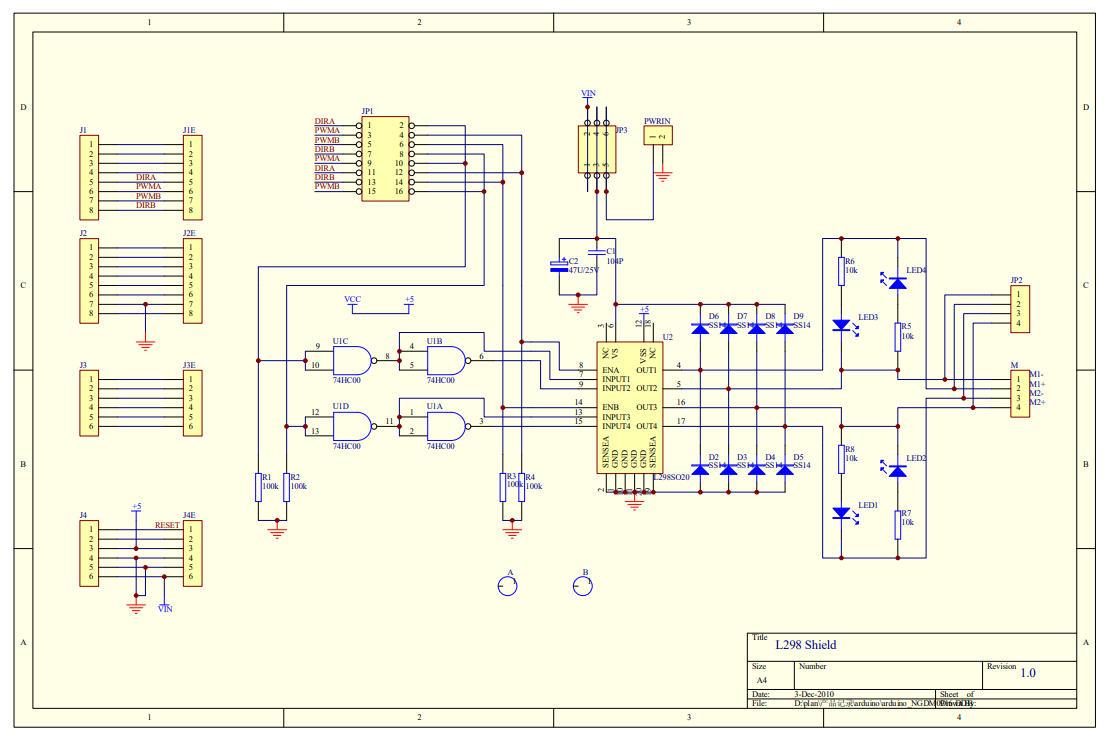 1 2 3 4
D
C
B
A
D
C
B
A
J1
1
2
3
4
5
6
7
8
DIRA
PWMA
PWMB
DIRB
J1E
1
2
3
4
5
6
7
8
J2
1
2
3
4
5
6
7
8
J2E
1
2
3
4
5
6
7
8
J3
1
2
3
4
5
6
J3E
1
2
3
4
5
6
J4
1
2
3
4
5
6
+5
RESET
VIN
J4E
1
2
3
4
5
6
JP1
DIRA 1 2
PWMA 3 4
PWMB 5 6
DIRB 7 8
PWMA 9 10
DIRA 11 12
DIRB 13 14
PWMB 15 16
VIN
JP3
2 4 6
1 3 5
PWRIN
1 2
C2
47U/25V
C1
104P
VCC
+5
U1C
9
10
8
74HC00
U1B
4
5
6
74HC00
U1D
12
13
11
74HC00
U1A
1
2
3
74HC00
R1
100k
R2
100k
R3
100k
R4
100k
+5
3 6 12 18
U2
NC VS VSS NC
8 ENA OUT1 4
7 INPUT1
9 INPUT2 OUT2 5
14 ENB OUT3 16
13 INPUT3
15 INPUT4 OUT4 17
SENSEA GND GND GND GND SENSEA
2
L298SO20
D6
SS14
D7
SS14
D8
SS14
D9
SS14
D2
SS14
D3
SS14
D4
SS14
D5
SS14
R6
10k
LED4
LED3
R5
10k
R8
10k
LED2
LED1
R7
10k
JP2
1
2
3
4
M
1 M1-
2 M1+
3 M2-
4 M2+
A
1
B
1
Title
L298 Shield
Size
A4
Number
Revision
1.0
Date: 3-Dec-2010 Sheet of
File:
1 2 3 4